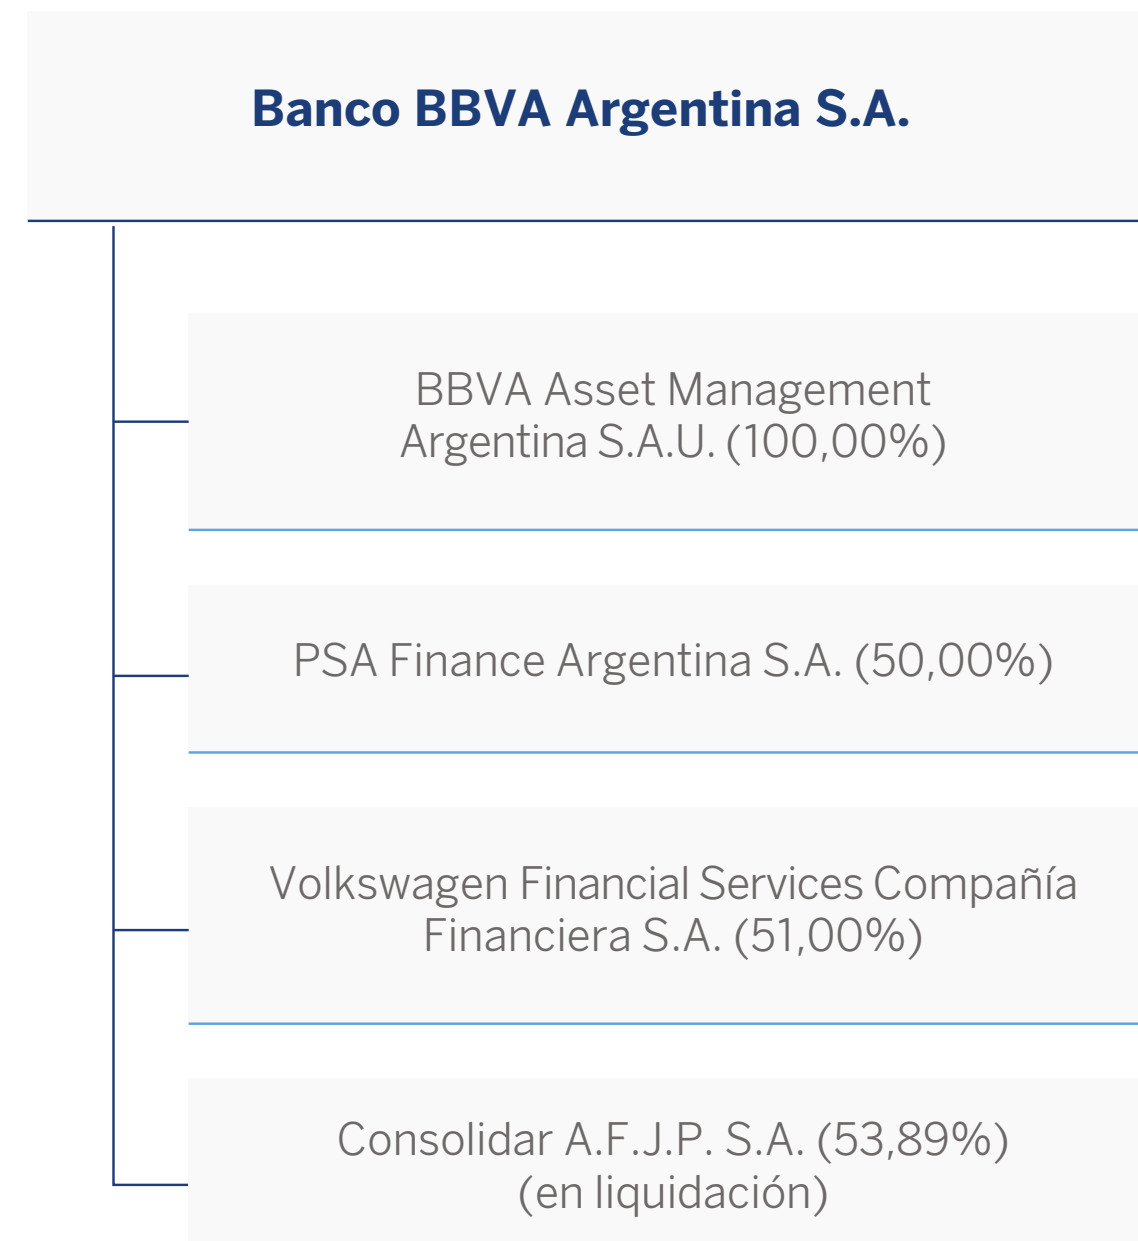 Banco BBVA Argentina S.A.
BBVA Asset Management
Argentina S.A.U. (100,00%)
PSA Finance Argentina S.A. (50,00%)
Volkswagen Financial Services Compañía
Financiera S.A. (51,00%)
Consolidar A.F.J.P. S.A. (53,89%)
(en liquidación)